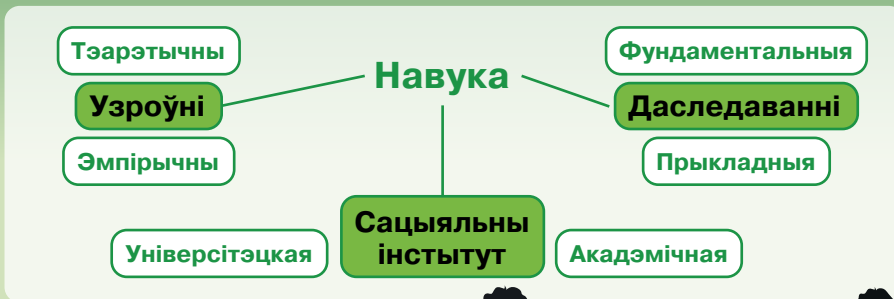 Тэарэтычны
Узроўні
Эмпірычны
Навука
Фундаментальныя
Даследаванні
Прыкладныя
Сацыяльны
інстытут
Універсітэцкая
Акадэмічная